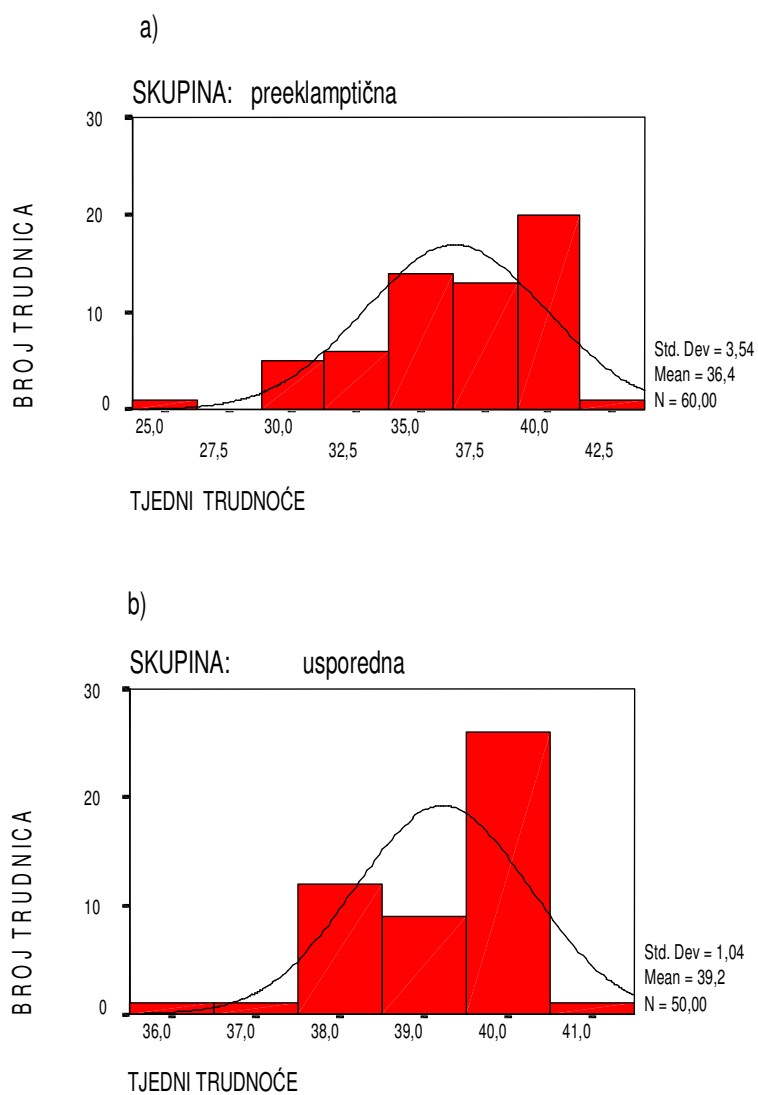 a)
SKUPINA: preeklamptična
BROJ TRUDNICA
30
20
10
0
25,0 30,0 35,0 40,0
27,5 32,5 37,5 42,5
Std. Dev = 3,54
Mean = 36,4
N = 60,00
TJEDNI TRUDNOĆE
b)
SKUPINA: usporedna
BROJ TRUDNICA
30
20
10
0
36,0 37,0 38,0 39,0 40,0 41,0
Std. Dev = 1,04
Mean = 39,2
N = 50,00
TJEDNI TRUDNOĆE